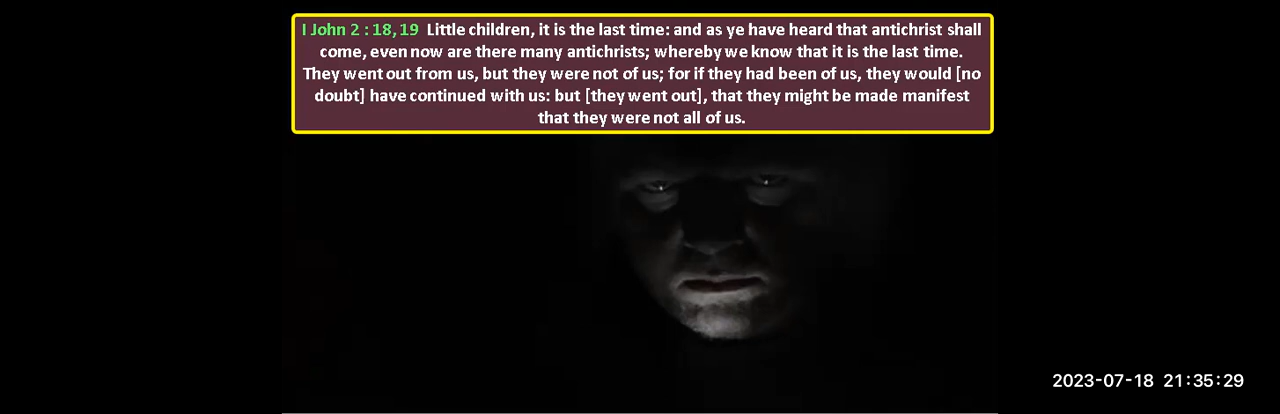 I John 2 : 18, 19 Little children, it is the last time: and as ye have heard that antichrist shall
come, even now are there many antichrists; whereby we know that it is the last time.
They went out from us, but they were not of us; for if they had been of us, they would [no
doubt] have continued with us: but [they went out], that they might be made manifest
that they were not all of us.
2023-07-18 21:35:29